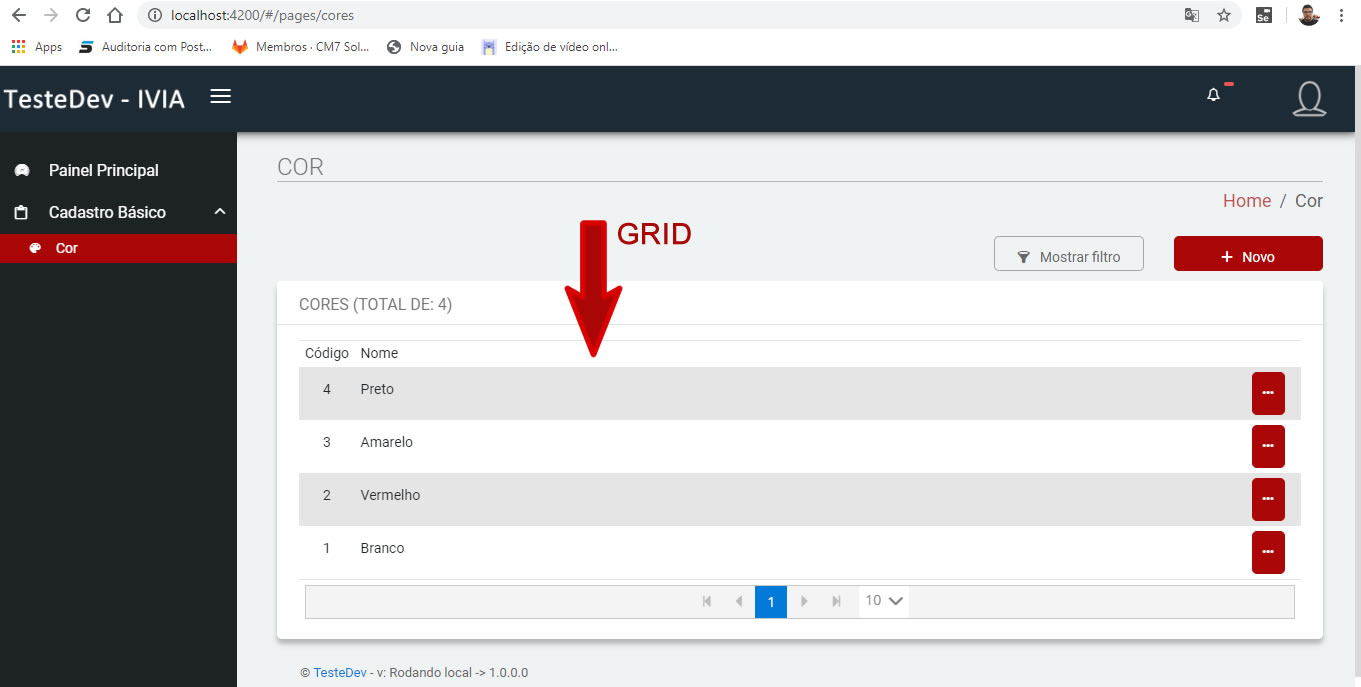 localhost:4200/#/pages/cores
Se
Apps Auditoria com Post... Membros · CM7 Sol... Nova guia Edição de vídeo onl...
TesteDev - IVIA
Painel Principal
Cadastro Básico
Cor
COR
Home / Cor
GRID
Mostrar filtro + Novo
CORES (TOTAL DE: 4)
Código Nome
4 Preto
3 Amarelo
2 Vermelho
1 Branco
1 10
© TesteDev - v: Rodando local -> 1.0.0.0